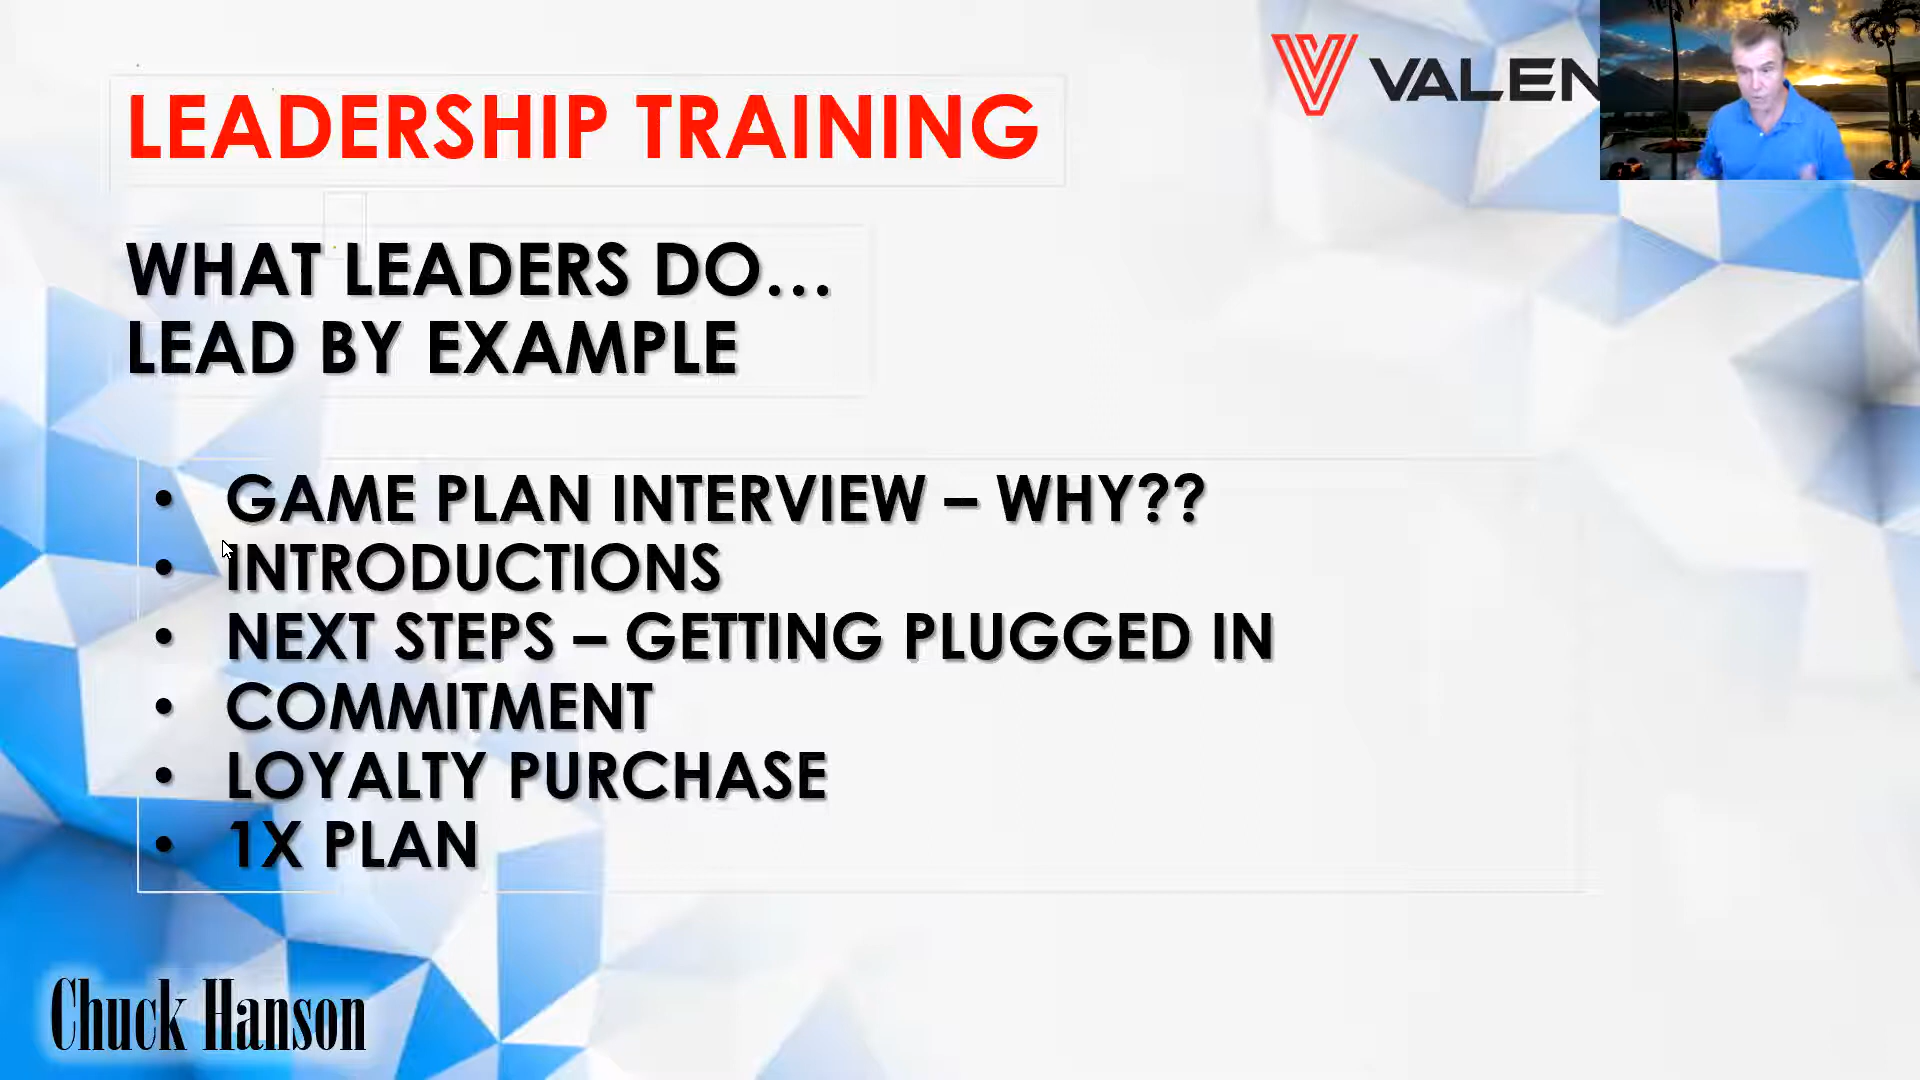 LEADERSHIP TRAINING
VALEN
WHAT LEADERS DO...
LEAD BY EXAMPLE
• GAME PLAN INTERVIEW – WHY??
• INTRODUCTIONS
• NEXT STEPS – GETTING PLUGGED IN
• COMMITMENT
• LOYALTY PURCHASE
• 1X PLAN
Chuck Hanson